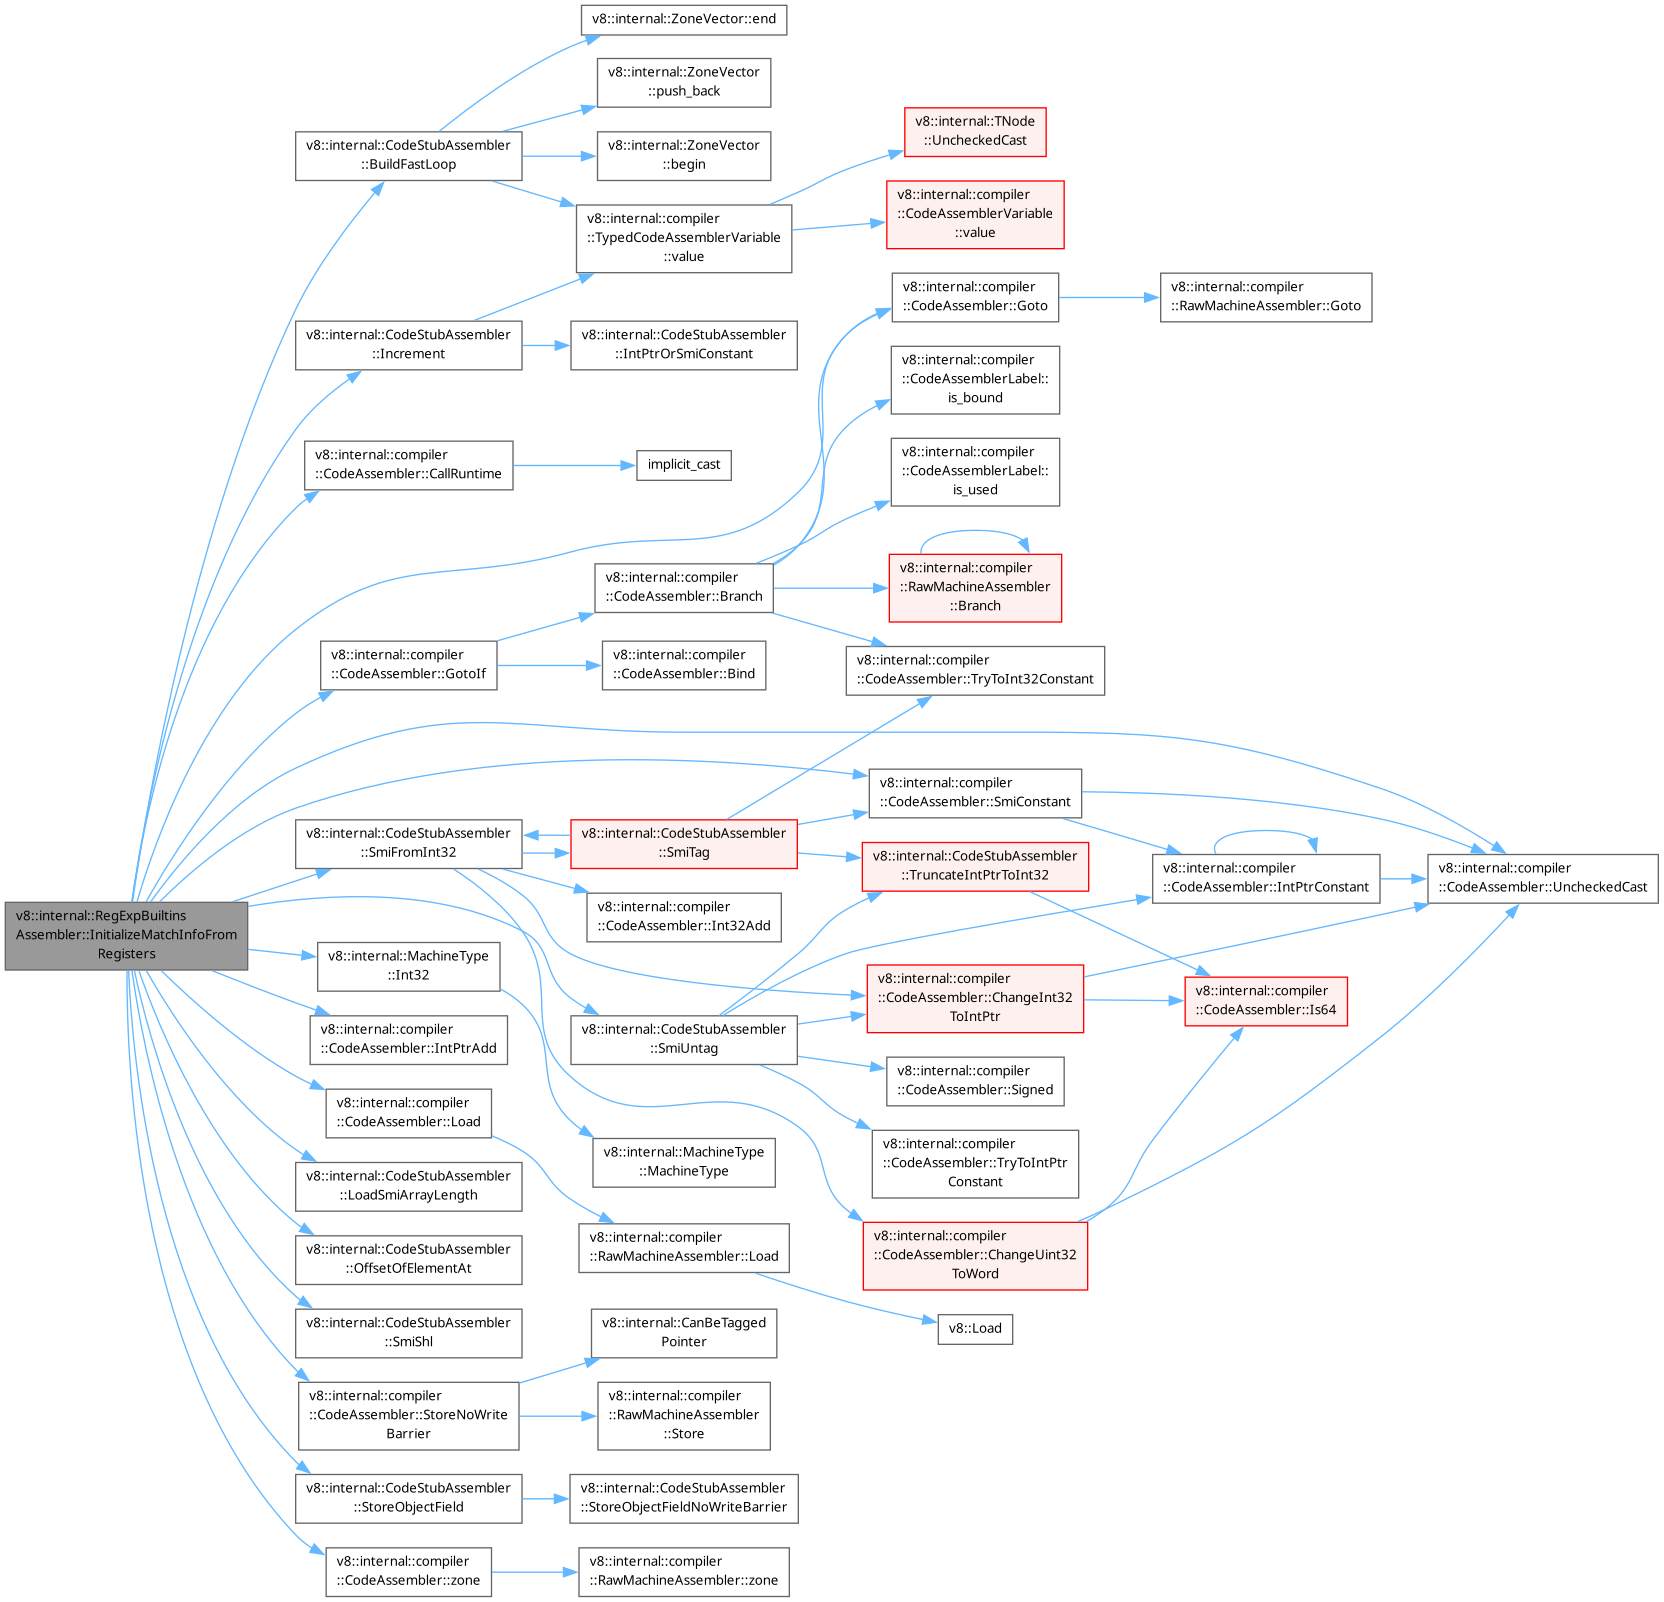 v8::internal::ZoneVector::end
v8::internal::ZoneVector
::push_back
v8::internal::CodeStubAssembler
::BuildFastLoop
v8::internal::ZoneVector
::begin
v8::internal::TNode
::UncheckedCast
v8::internal::compiler
::TypedCodeAssemblerVariable
::value
v8::internal::compiler
::CodeAssemblerVariable
::value
v8::internal::compiler
::CodeAssembler::Goto
v8::internal::compiler
::RawMachineAssembler::Goto
v8::internal::CodeStubAssembler
::Increment
v8::internal::CodeStubAssembler
::IntPtrOrSmiConstant
v8::internal::compiler
::CodeAssemblerLabel::
is_bound
v8::internal::compiler
::CodeAssembler::CallRuntime
implicit_cast
v8::internal::compiler
::CodeAssemblerLabel::
is_used
v8::internal::compiler
::CodeAssembler::Branch
v8::internal::compiler
::RawMachineAssembler
::Branch
v8::internal::compiler
::CodeAssembler::GotoIf
v8::internal::compiler
::CodeAssembler::Bind
v8::internal::compiler
::CodeAssembler::TryToInt32Constant
v8::internal::compiler
::CodeAssembler::SmiConstant
v8::internal::CodeStubAssembler
::SmiFromInt32
v8::internal::CodeStubAssembler
::SmiTag
v8::internal::CodeStubAssembler
::TruncateIntPtrToInt32
v8::internal::compiler
::CodeAssembler::IntPtrConstant
v8::internal::compiler
::CodeAssembler::UncheckedCast
v8::internal::RegExpBuiltins
Assembler::InitializeMatchInfoFrom
Registers
v8::internal::compiler
::CodeAssembler::Int32Add
v8::internal::MachineType
::Int32
v8::internal::compiler
::CodeAssembler::ChangeInt32
ToIntPtr
v8::internal::compiler
::CodeAssembler::Is64
v8::internal::compiler
::CodeAssembler::IntPtrAdd
v8::internal::CodeStubAssembler
::SmiUntag
v8::internal::compiler
::CodeAssembler::Signed
v8::internal::compiler
::CodeAssembler::Load
v8::internal::MachineType
::MachineType
v8::internal::compiler
::CodeAssembler::TryToIntPtr
Constant
v8::internal::CodeStubAssembler
::LoadSmiArrayLength
v8::internal::compiler
::RawMachineAssembler::Load
v8::internal::compiler
::CodeAssembler::ChangeUint32
ToWord
v8::internal::CodeStubAssembler
::OffsetOfElementAt
v8::Load
v8::internal::CodeStubAssembler
::SmiShl
v8::internal::CanBeTagged
Pointer
v8::internal::compiler
::CodeAssembler::StoreNoWrite
Barrier
v8::internal::compiler
::RawMachineAssembler
::Store
v8::internal::CodeStubAssembler
::StoreObjectField
v8::internal::CodeStubAssembler
::StoreObjectFieldNoWriteBarrier
v8::internal::compiler
::CodeAssembler::zone
v8::internal::compiler
::RawMachineAssembler::zone